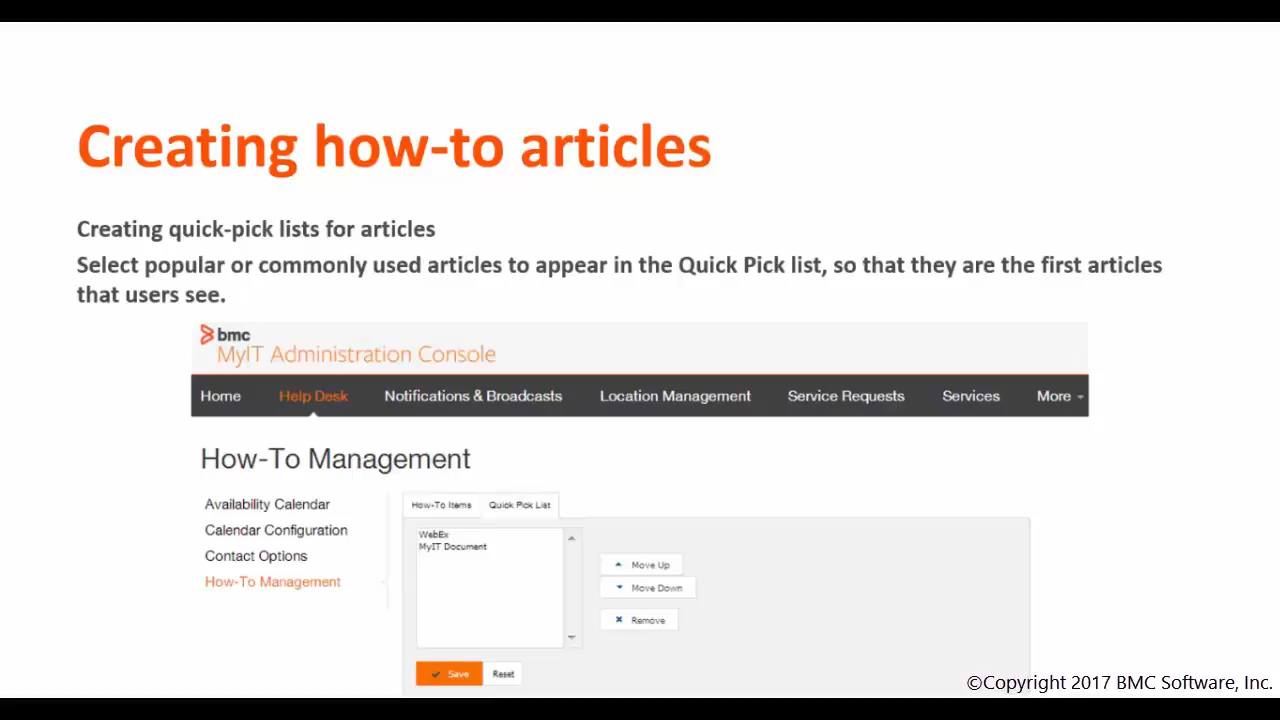 Creating how-to articles
Creating quick-pick lists for articles
Select popular or commonly used articles to appear in the Quick Pick list, so that they are the first articles
that users see.
bmc
MyIT Administration Console
Home Help Desk Notifications & Broadcasts Location Management Service Requests Services More
How-To Management
Availability Calendar
Calendar Configuration
Contact Options
How-To Management
How-To Items Quick Pick List
WebEx
MyIT Document
Move Up
Move Down
Remove
Save Reset
©Copyright 2017 BMC Software, Inc.